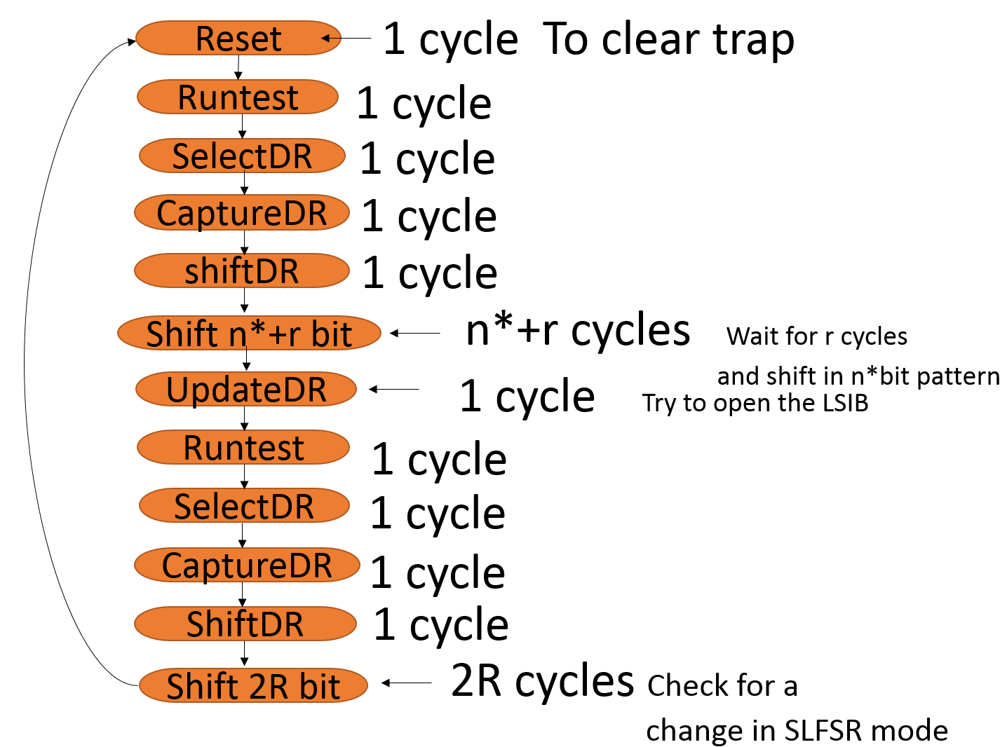 Reset
1 cycle To clear trap
Runtest
1 cycle
SelectDR
1 cycle
CaptureDR
1 cycle
shiftDR
1 cycle
Shift n*+r bit
n*+r cycles
Wait for r cycles
and shift in n*bit pattern
UpdateDR
1 cycle
Try to open the LSIB
Runtest
1 cycle
SelectDR
1 cycle
CaptureDR
1 cycle
ShiftDR
1 cycle
Shift 2R bit
2R cycles
Check for a
change in SLFSR mode